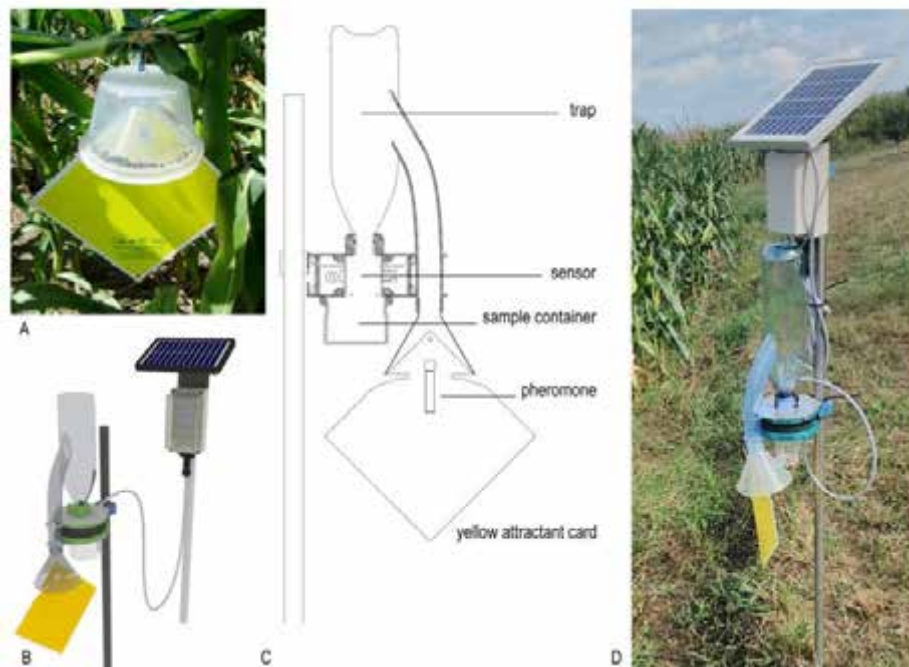 A
trap
sensor
sample container
pheromone
yellow attractant card
B
C
D